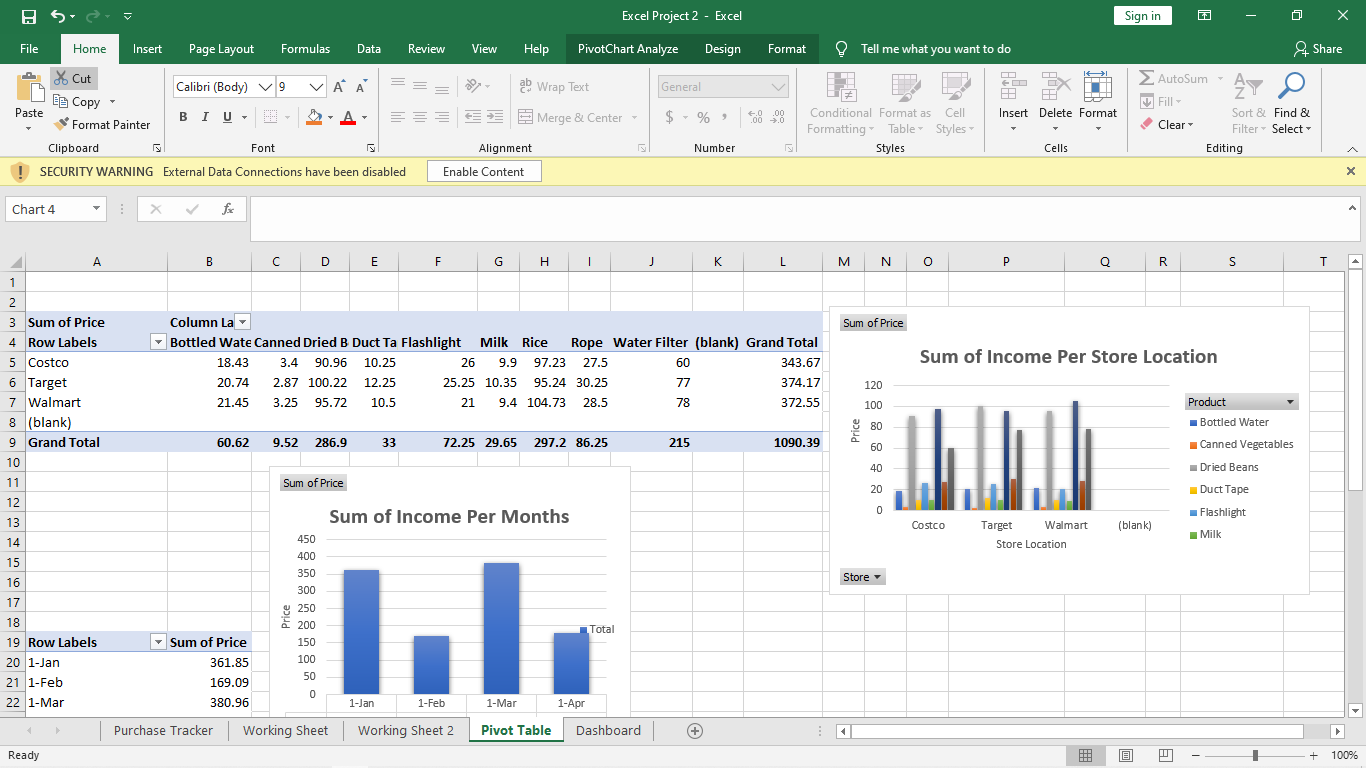 Excel Project 2 - Excel
Sign in
File Home Insert Page Layout Formulas Data Review View Help PivotChart Analyze Design Format Tell me what you want to do Share
Paste
Cut
Copy
Format Painter
Clipboard
Calibri (Body) 9 A A
B I U A
Font
ab Wrap Text
Merge & Center
Alignment
General
$ % ,
Number
Conditional Formatting
Format as Table
Cell Styles
Styles
Insert Delete Format
Cells
AutoSum
Fill
Clear
Sort & Filter
Find & Select
Editing
SECURITY WARNING External Data Connections have been disabled Enable Content
Chart 4 fx
A B C D E F G H I J K L M N O P Q R S T
1
2
3 Sum of Price Column La
4 Row Labels Bottled Wate Canned Dried B Duct Ta Flashlight Milk Rice Rope Water Filter (blank) Grand Total
5 Costco 18.43 3.4 90.96 10.25 26 9.9 97.23 27.5 60 343.67
6 Target 20.74 2.87 100.22 12.25 25.25 10.35 95.24 30.25 77 374.17
7 Walmart 21.45 3.25 95.72 10.5 21 9.4 104.73 28.5 78 372.55
8 (blank)
9 Grand Total 60.62 9.52 286.9 33 72.25 29.65 297.2 86.25 215 1090.39
10
11
12
13
14
15
16
17
18
19 Row Labels Sum of Price
20 1-Jan 361.85
21 1-Feb 169.09
22 1-Mar 380.96
Sum of Price
Sum of Income Per Months
Price
450
400
350
300
250
200
150
100
50
0
1-Jan 1-Feb 1-Mar 1-Apr
Total
Sum of Price
Sum of Income Per Store Location
Price
120
100
80
60
40
20
0
Costco Target Walmart (blank)
Store Location
Product
Bottled Water
Canned Vegetables
Dried Beans
Duct Tape
Flashlight
Milk
Store
Purchase Tracker Working Sheet Working Sheet 2 Pivot Table Dashboard
Ready
100%